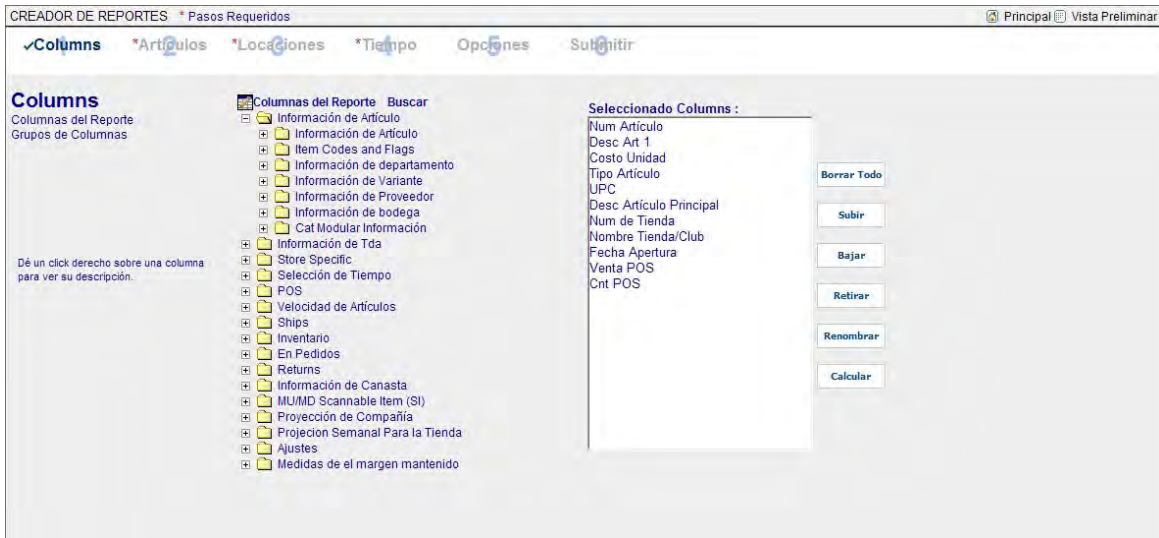 CREADOR DE REPORTES * Pasos Requeridos Principal Vista Preliminar
Columns *Artículos *Locaciones *Tiempo Opciones Submitir
Columns
Columnas del Reporte
Grupos de Columnas
Dé un click derecho sobre una columna
para ver su descripción.
Columnas del Reporte Buscar
Información de Artículo
Información de Artículo
Item Codes and Flags
Información de departamento
Información de Variante
Información de Proveedor
Información de bodega
Cat Modular Información
Información de Tda
Store Specific
Selección de Tiempo
POS
Velocidad de Artículos
Ships
Inventario
En Pedidos
Returns
Información de Canasta
MU/MD Scannable Item (SI)
Proyección de Compañía
Projecion Semanal Para la Tienda
Ajustes
Medidas de el margen mantenido
Seleccionado Columns :
Num Artículo
Desc Art 1
Costo Unidad
Tipo Artículo
UPC
Desc Artículo Principal
Num de Tienda
Nombre Tienda/Club
Fecha Apertura
Venta POS
Cnt POS
Borrar Todo
Subir
Bajar
Retirar
Renombrar
Calcular